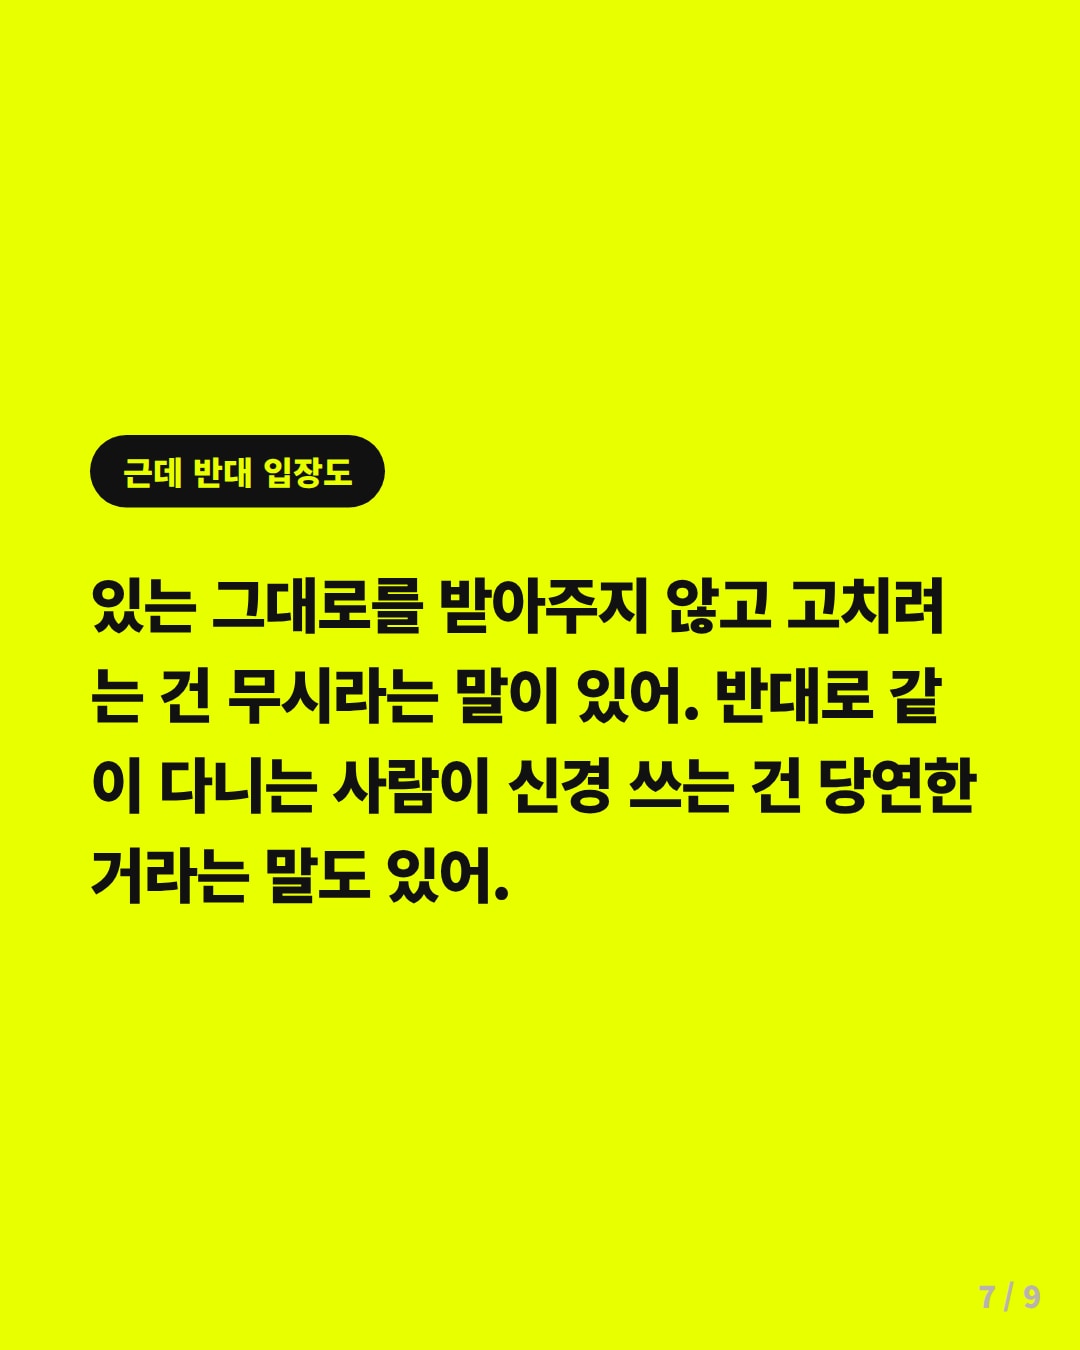 근데 반대 입장도
있는 그대로를 받아주지 않고 고치려
는 건 무시라는 말이 있어. 반대로 같
이 다니는 사람이 신경 쓰는 건 당연한
거라는 말도 있어.
7 / 9